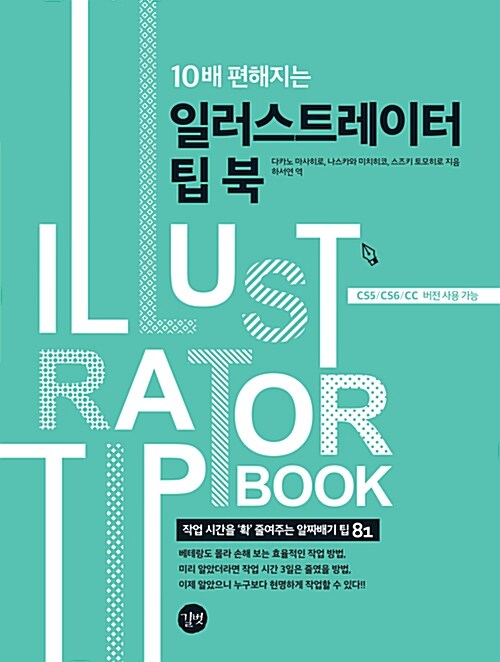 10배 편해지는
일러스트레이터
팁 북
다카노 마사히로, 나스카와 미치히코, 스즈키 토모히로 지음
하서연 역
ILLUST
CS5/CS6/CC 버전 사용 가능
RATOR
TIP BOOK
작업 시간을 '확' 줄여주는 알짜배기 팁 81
베테랑도 몰라 손해 보는 효율적인 작업 방법,
미리 알았더라면 작업 시간 3일은 줄였을 방법,
이제 알았으니 누구보다 현명하게 작업할 수 있다!!
길벗